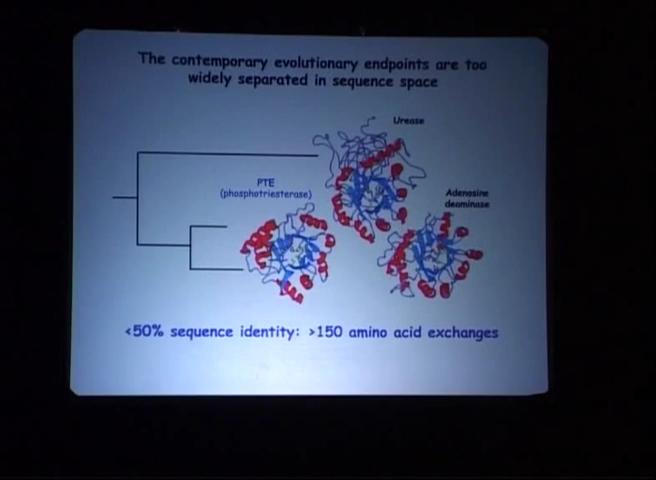 The contemporary evolutionary endpoints are too
widely separated in sequence space
Urease
PTE
(phosphotriesterase)
Adenosine
deaminase
<50% sequence identity: >150 amino acid exchanges